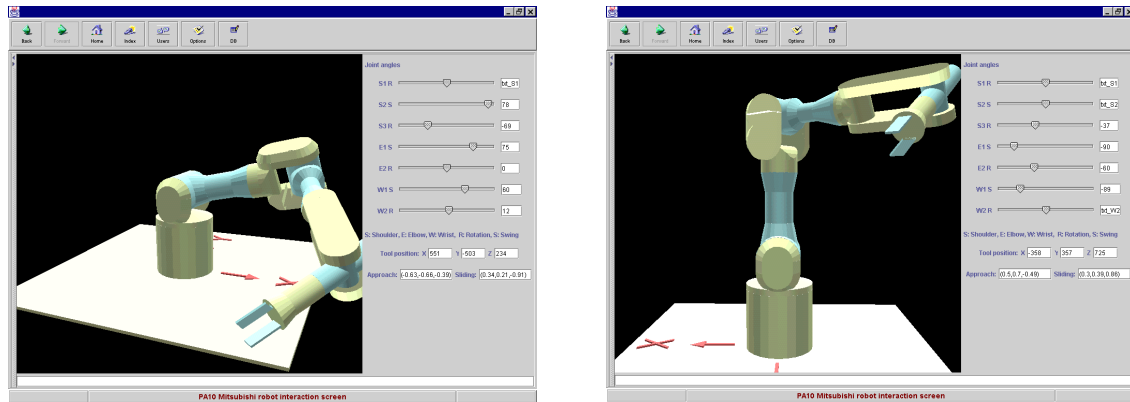 Back Forward Home Index Users Options DB
Joint angles
S1 R txt_S1
S2 S 78
S3 R -69
E1 S 75
E2 R 0
W1 S 60
W2 R 12
S: Shoulder, E: Elbow, W: Wrist, R: Rotation, S: Swing
Tool position: X 551 Y -503 Z 234
Approach: (-0.63,-0.66,-0.39) Sliding: (0.34,0.21,-0.91)
PA10 Mitsubishi robot interaction screen
Back Forward Home Index Users Options DB
Joint angles
S1 R txt_S1
S2 S txt_S2
S3 R -37
E1 S -90
E2 R -60
W1 S -89
W2 R txt_W2
S: Shoulder, E: Elbow, W: Wrist, R: Rotation, S: Swing
Tool position: X -358 Y 357 Z 725
Approach: (0.5,0.7,-0.49) Sliding: (0.3,0.39,0.86)
PA10 Mitsubishi robot interaction screen